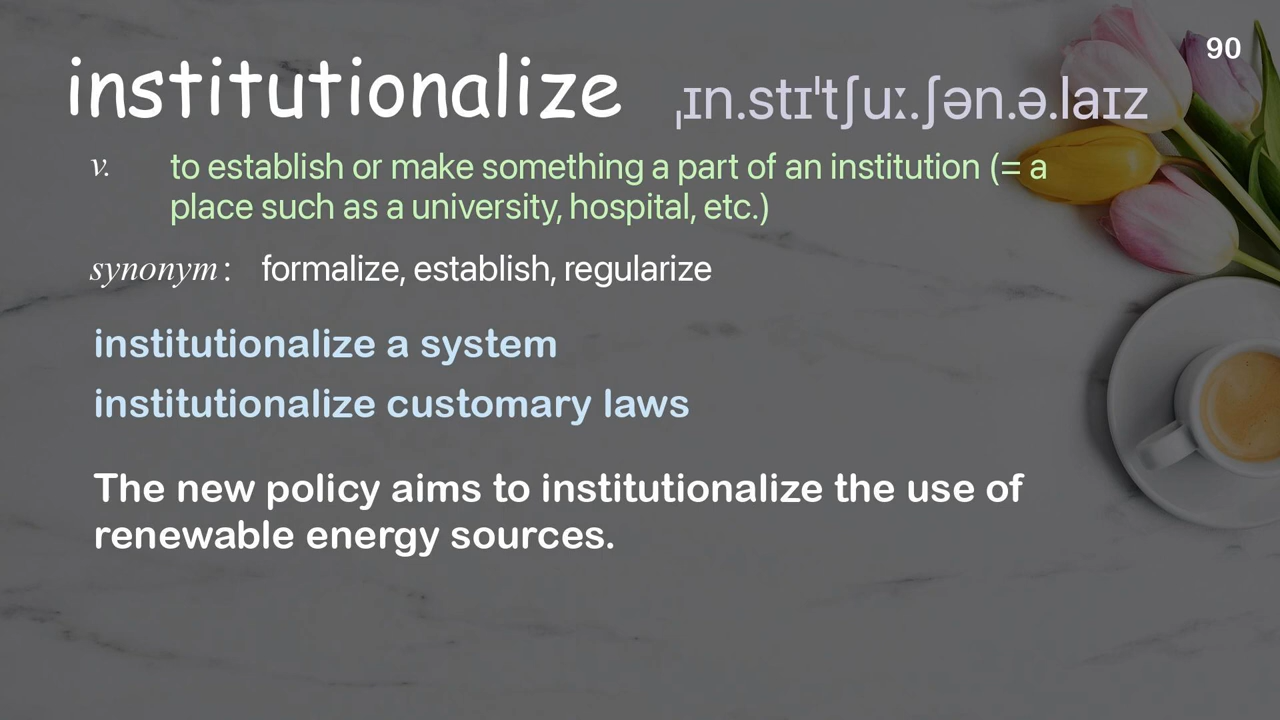 90
institutionalize ˌɪn.stɪˈtʃuː.ʃən.ə.laɪz
v. to establish or make something a part of an institution (= a
place such as a university, hospital, etc.)
synonym: formalize, establish, regularize
institutionalize a system
institutionalize customary laws
The new policy aims to institutionalize the use of
renewable energy sources.